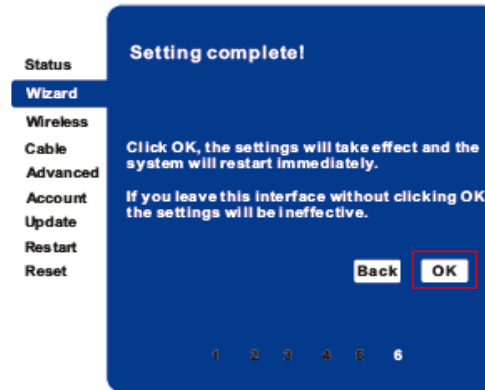 Setting complete!
Status
Wizard
Wireless
Cable
Advanced
Account
Update
Restart
Reset
Click OK, the settings will take effect and the
system will restart immediately.
If you leave this interface without clicking OK
the settings will be ineffective.
Back OK
1 2 3 4 5 6